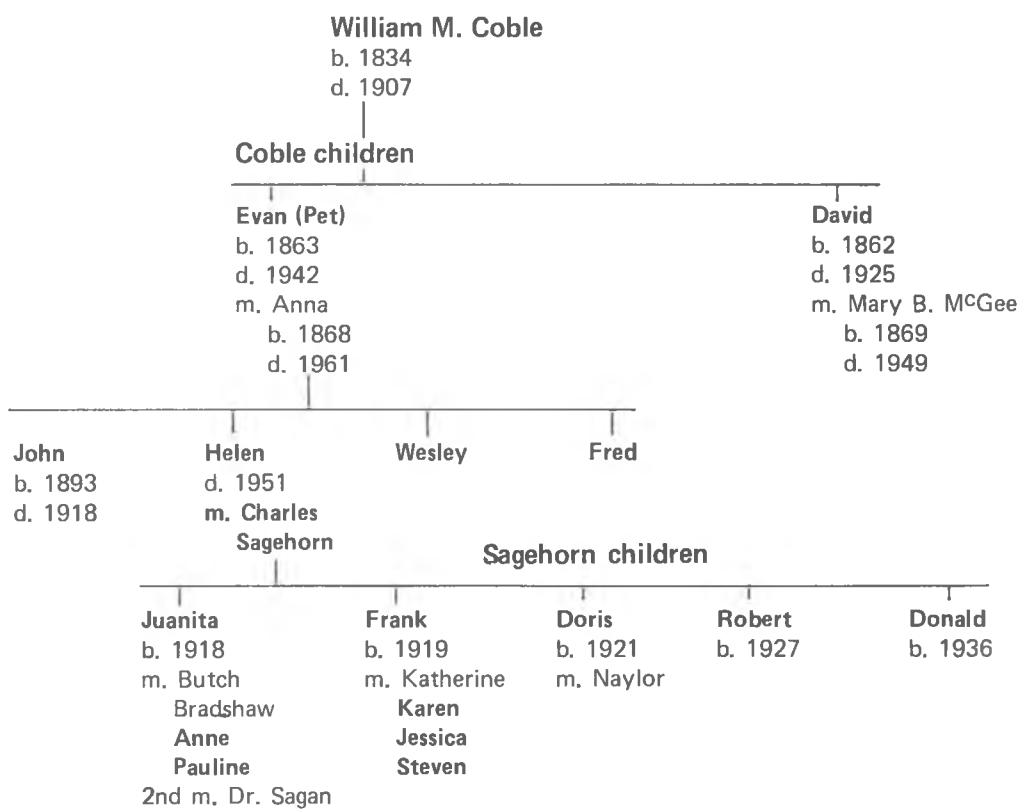 William M. Coble
b. 1834
d. 1907
Coble children
Evan (Pet)
b. 1863
d. 1942
m. Anna
b. 1868
d. 1961
David
b. 1862
d. 1925
m. Mary B. McGee
b. 1869
d. 1949
John
b. 1893
d. 1918
Helen
d. 1951
m. Charles
Sagehorn
Wesley
Fred
Sagehorn children
Juanita
b. 1918
m. Butch
Bradshaw
Anne
Pauline
2nd m. Dr. Sagan
Frank
b. 1919
m. Katherine
Karen
Jessica
Steven
Doris
b. 1921
m. Naylor
Robert
b. 1927
Donald
b. 1936